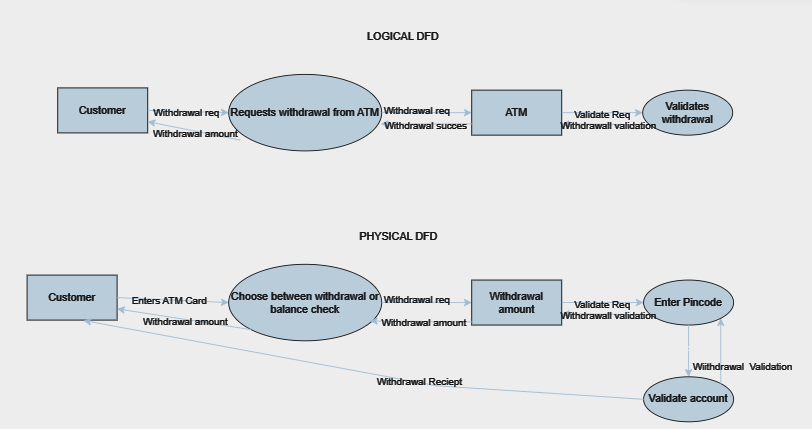 LOGICAL DFD
Customer
Withdrawal req
Withdrawal amount
Requests withdrawal from ATM
Withdrawal req
Withdrawal succes
ATM
Validate Req
Withdrawall validation
Validates
withdrawal
PHYSICAL DFD
Customer
Enters ATM Card
Withdrawal amount
Choose between withdrawal or
balance check
Withdrawal req
Withdrawal amount
Withdrawal
amount
Validate Req
Withdrawall validation
Enter Pincode
Wiithdrawal Validation
Withdrawal Reciept
Validate account